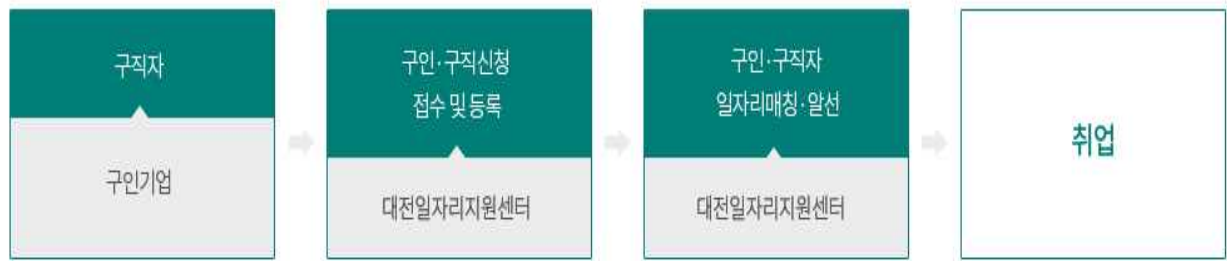 구직자
구인기업
구인·구직신청
접수 및 등록
대전일자리지원센터
구인·구직자
일자리매칭·알선
대전일자리지원센터
취업